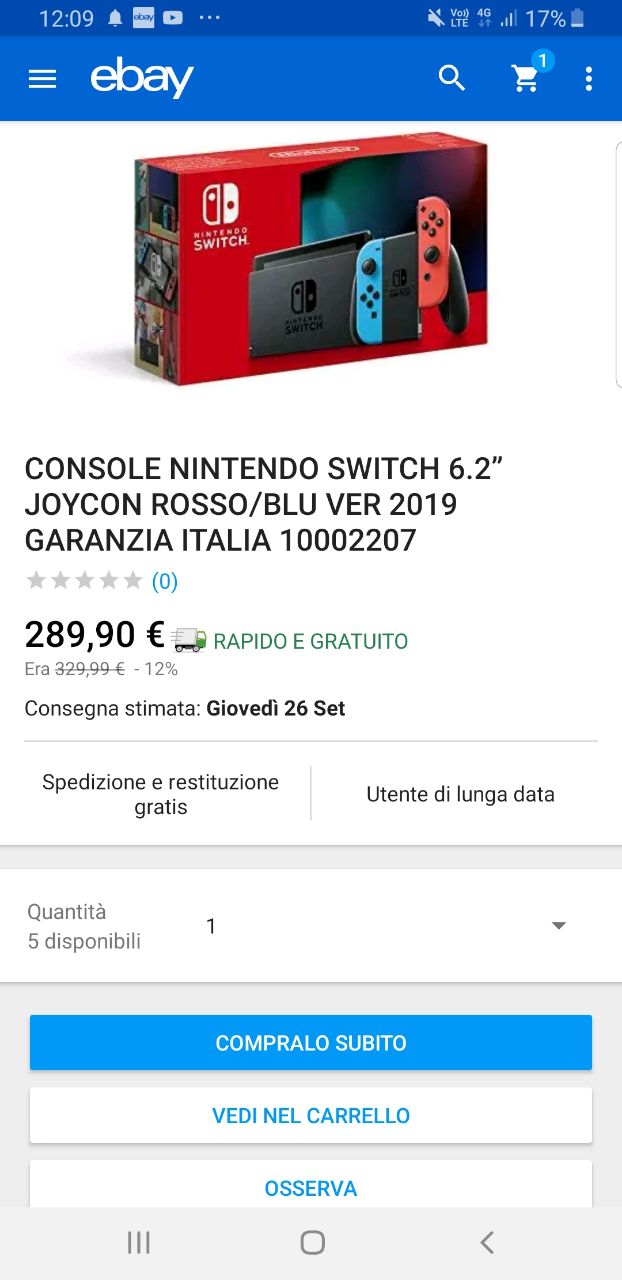 12:09 ebay ... Vo) LTE 4G 17%
ebay 1
Nintendo
NINTENDO
SWITCH
NINTENDO
SWITCH
CONSOLE NINTENDO SWITCH 6.2”
JOYCON ROSSO/BLU VER 2019
GARANZIA ITALIA 10002207
(0)
289,90 € RAPIDO E GRATUITO
Era 329,99 € - 12%
Consegna stimata: Giovedì 26 Set
Spedizione e restituzione
gratis
Utente di lunga data
Quantità
5 disponibili
1
COMPRALO SUBITO
VEDI NEL CARRELLO
OSSERVA